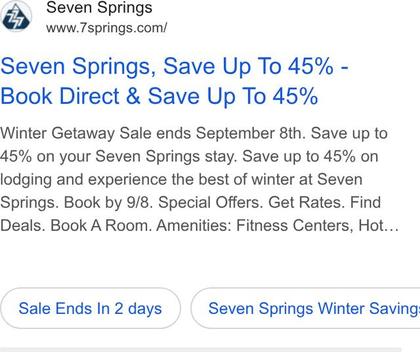 Seven Springs
www.7springs.com/
Seven Springs, Save Up To 45% -
Book Direct & Save Up To 45%
Winter Getaway Sale ends September 8th. Save up to
45% on your Seven Springs stay. Save up to 45% on
lodging and experience the best of winter at Seven
Springs. Book by 9/8. Special Offers. Get Rates. Find
Deals. Book A Room. Amenities: Fitness Centers, Hot…
Sale Ends In 2 days
Seven Springs Winter Savings